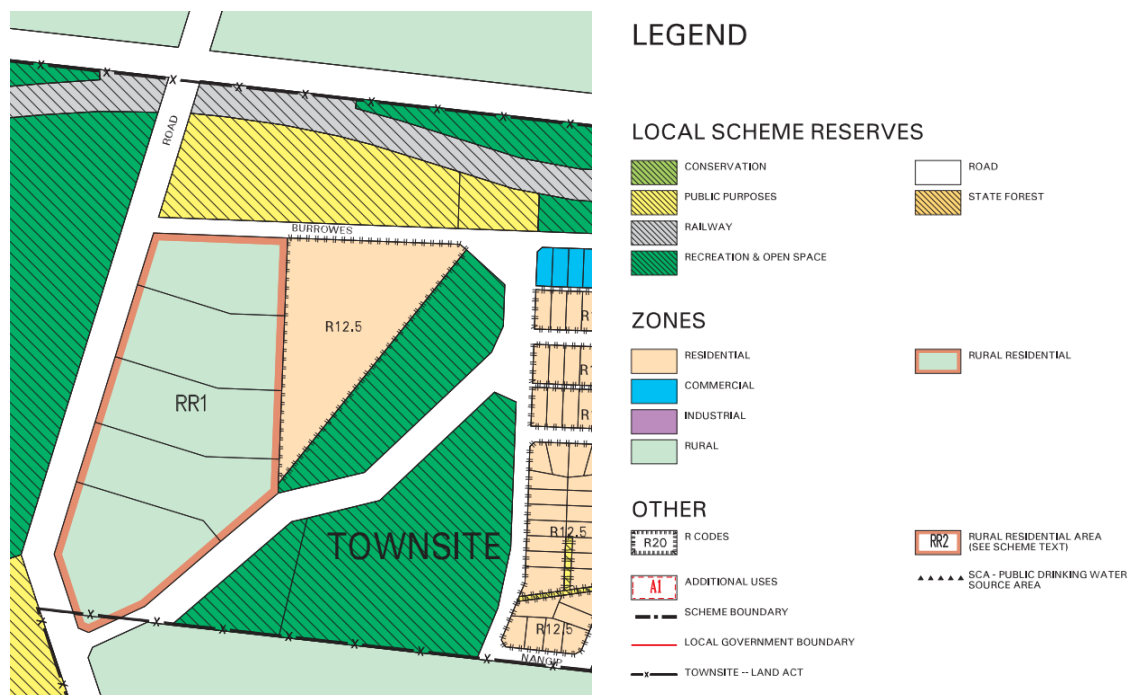 ROAD
BURROWES
R12.5
RR1
TOWNSITE
R12.5
R12.5
NANGIP
LEGEND
LOCAL SCHEME RESERVES
CONSERVATION
ROAD
PUBLIC PURPOSES
STATE FOREST
RAILWAY
RECREATION & OPEN SPACE
ZONES
RESIDENTIAL
RURAL RESIDENTIAL
COMMERCIAL
INDUSTRIAL
RURAL
OTHER
R20
R CODES
RR2
RURAL RESIDENTIAL AREA
(SEE SCHEME TEXT)
A1
ADDITIONAL USES
SCA - PUBLIC DRINKING WATER
SOURCE AREA
SCHEME BOUNDARY
LOCAL GOVERNMENT BOUNDARY
TOWNSITE -- LAND ACT